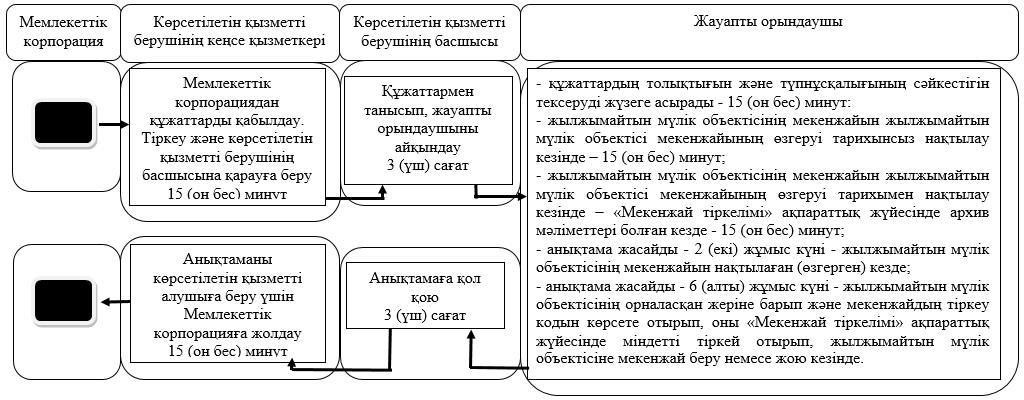 Мемлекеттік
корпорация
Көрсетілетін қызметті
берушінің кеңсе қызметкері
Көрсетілетін қызметті
берушінің басшысы
Жауапты орындаушы
Мемлекеттік
корпорациядан
құжаттарды қабылдау.
Тіркеу және көрсетілетін
қызметті берушінің
басшысына қарауға беру
15 (он бес) минут
Құжаттармен
танысып, жауапты
орындаушыны
айқындау
3 (үш) сағат
- құжаттардың толықтығын және түпнұсқалығының сәйкестігін
тексеруді жүзеге асырады - 15 (он бес) минут:
- жылжымайтын мүлік объектісінің мекенжайын жылжымайтын
мүлік объектісі мекенжайының өзгеруі тарихынсыз нақтылау
кезінде – 15 (он бес) минут;
- жылжымайтын мүлік объектісінің мекенжайын жылжымайтын
мүлік объектісі мекенжайының өзгеруі тарихымен нақтылау
кезінде – «Мекенжай тіркелімі» ақпараттық жүйесінде архив
мәліметтері болған кезде - 15 (он бес) минут;
- анықтама жасайды - 2 (екі) жұмыс күні - жылжымайтын мүлік
объектісінің мекенжайын нақтылаған (өзгерген) кезде;
- анықтама жасайды - 6 (алты) жұмыс күні - жылжымайтын мүлік
объектісінің орналасқан жеріне барып және мекенжайдың тіркеу
кодын көрсете отырып, оны «Мекенжай тіркелімі» ақпараттық
жүйесінде міндетті тіркей отырып, жылжымайтын мүлік
объектісіне мекенжай беру немесе жою кезінде.
Анықтаманы
көрсетілетін қызметті
алушыға беру үшін
Мемлекеттік
корпорацияға жолдау
15 (он бес) минут
Анықтамаға қол
қою
3 (үш) сағат